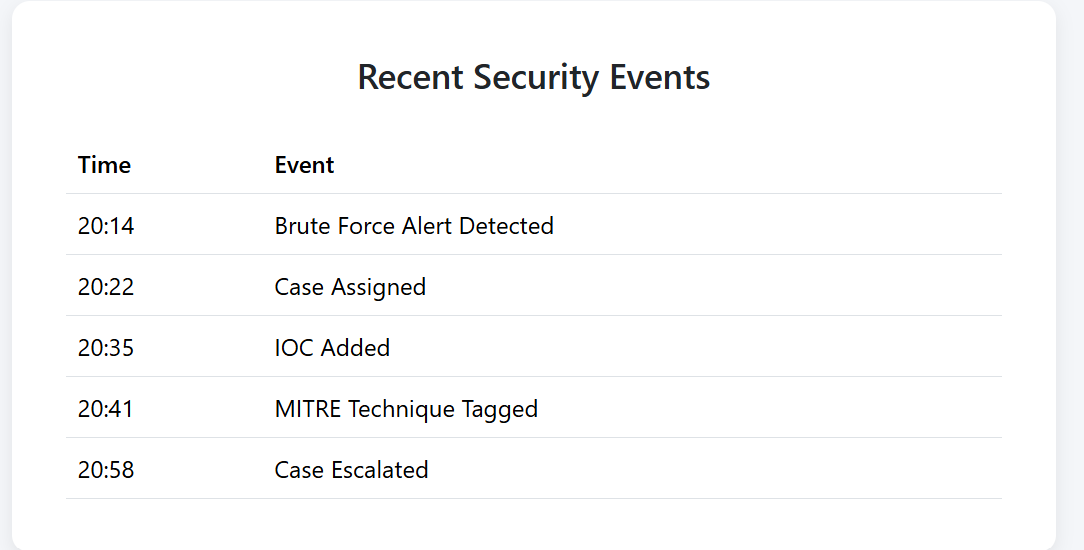 Recent Security Events
Time Event
20:14 Brute Force Alert Detected
20:22 Case Assigned
20:35 IOC Added
20:41 MITRE Technique Tagged
20:58 Case Escalated